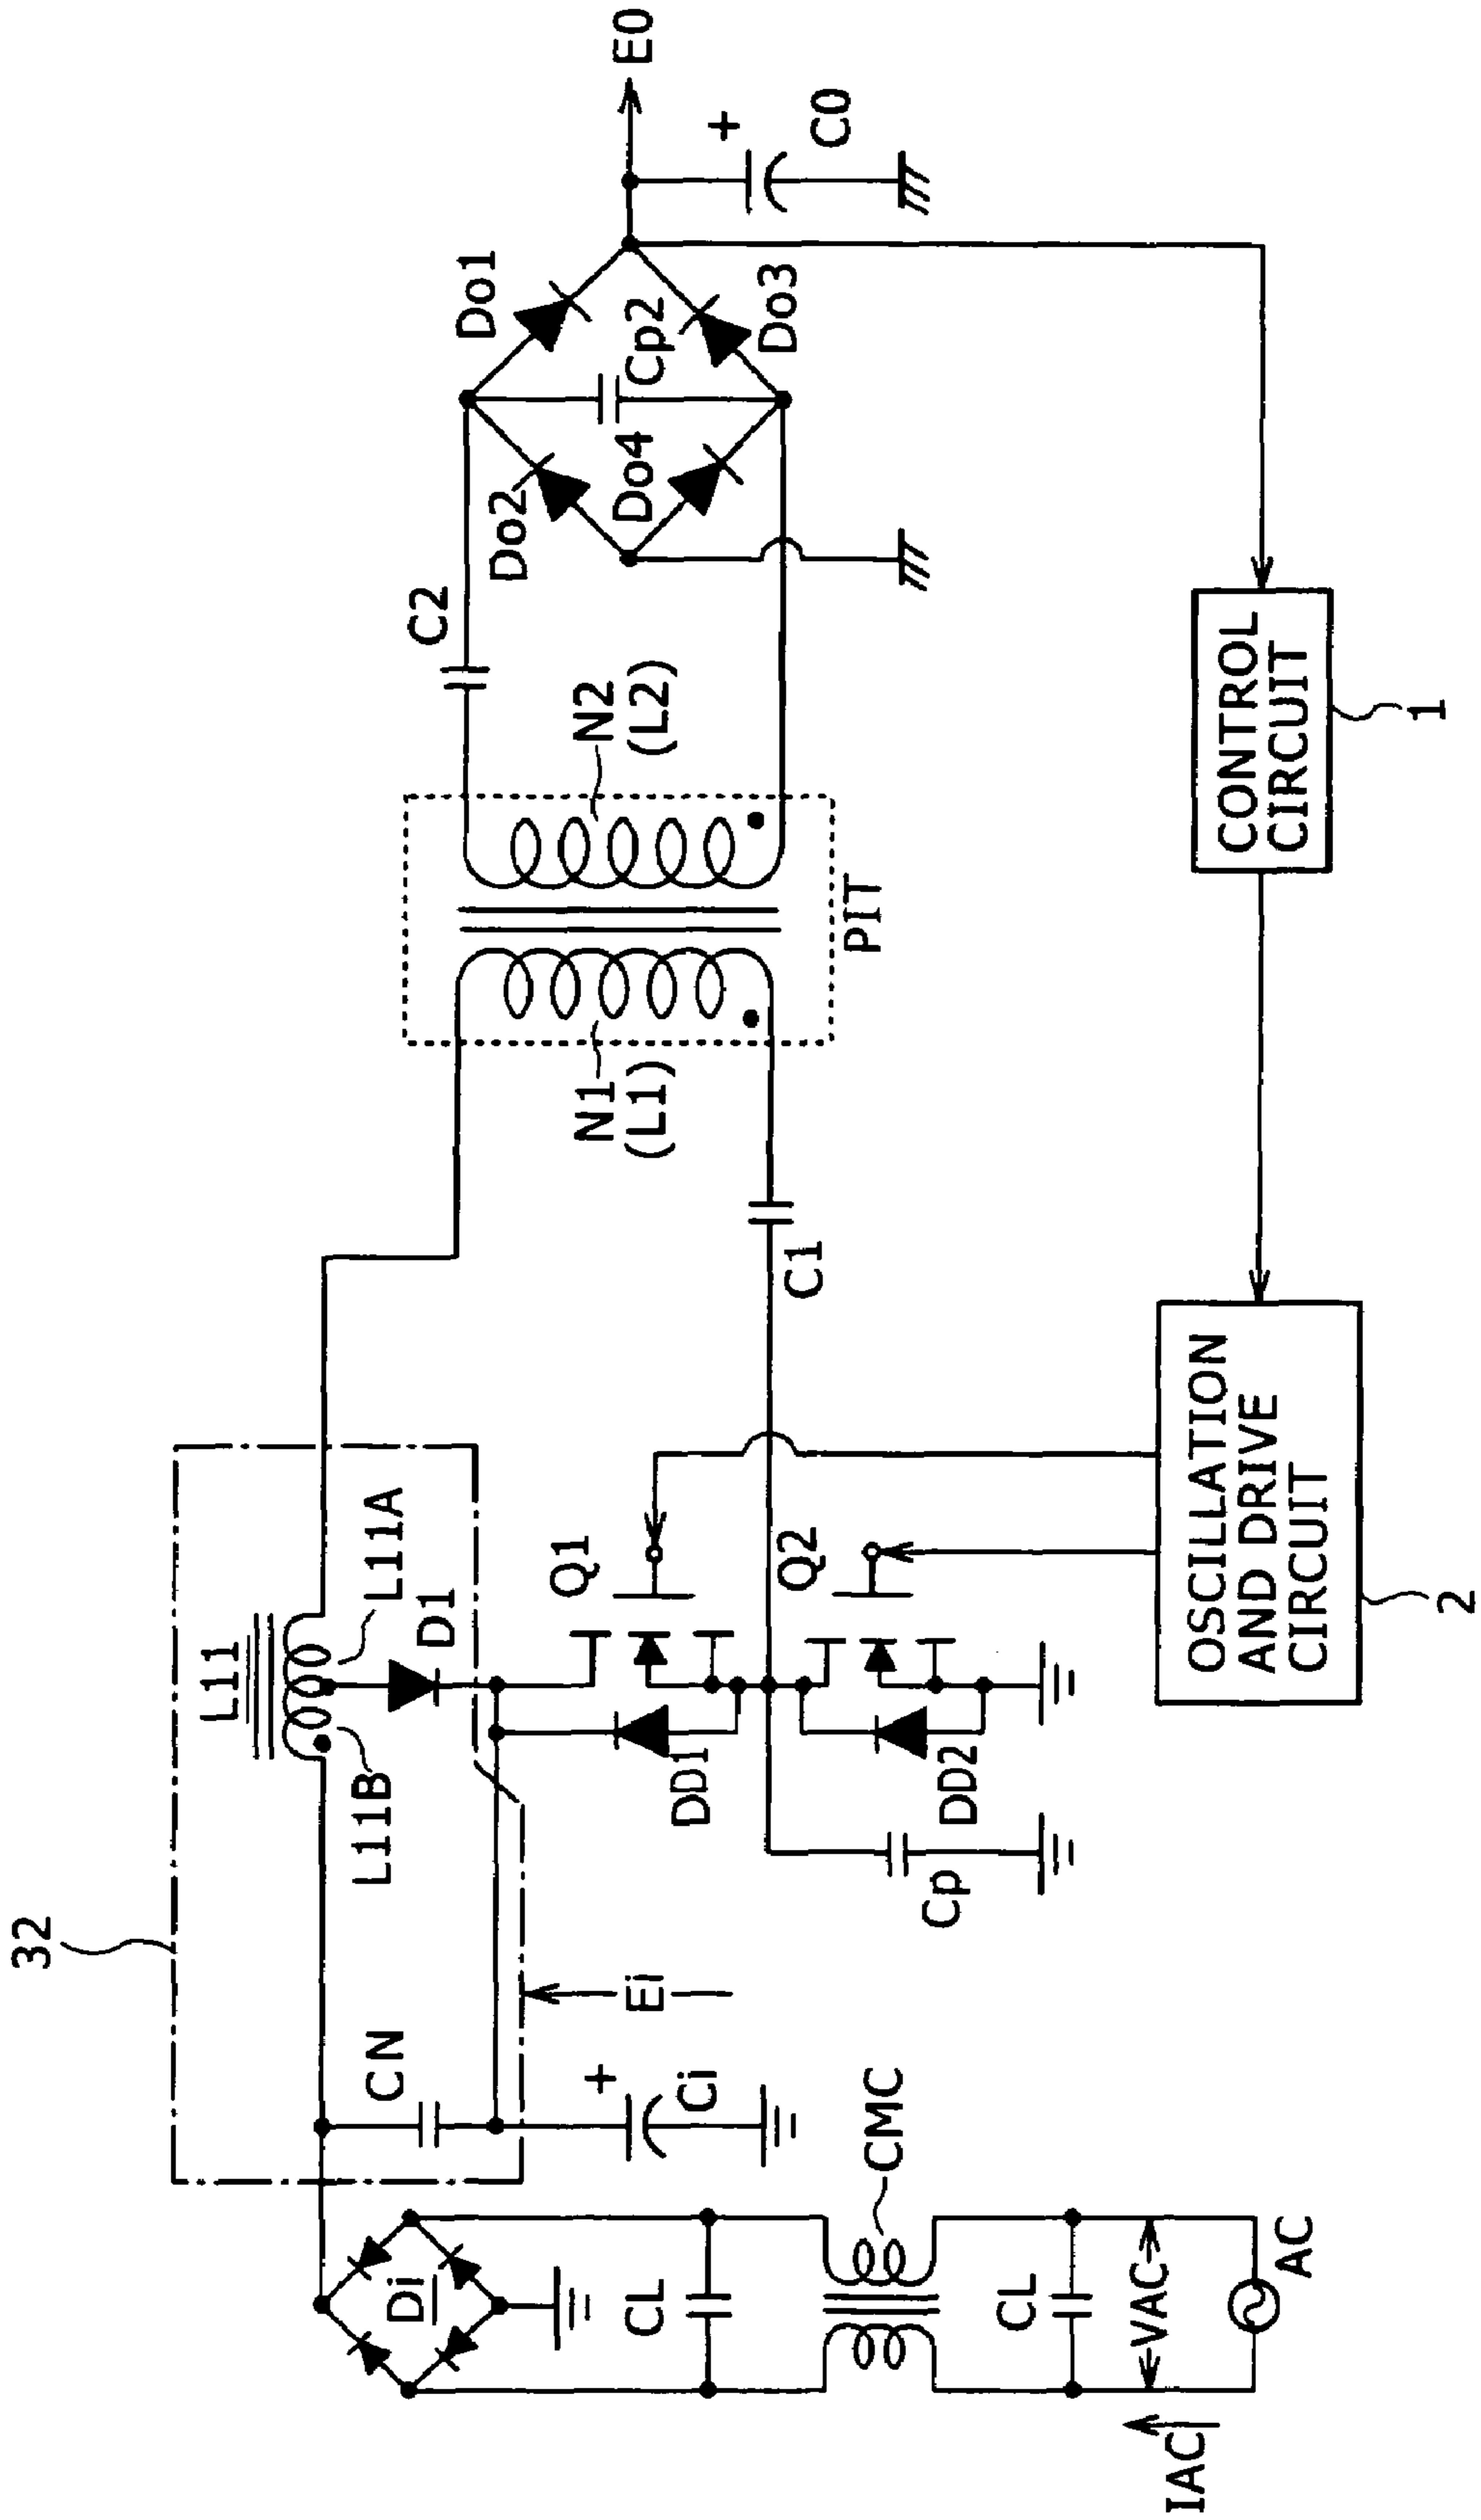 32
L11
L11A
L11B
D1
CN
Ei
+
Ci
Di
CL
CMC
CL
VAC
AC
IAC
Q1
Q2
DD1
DD2
Cp
C1
N1
(L1)
PIT
N2
(L2)
C2
Do1
Do2
Cp2
Do4
Do3
E0
+
CO
CONTROL
CIRCUIT
1
OSCILLATION
AND DRIVE
CIRCUIT
2